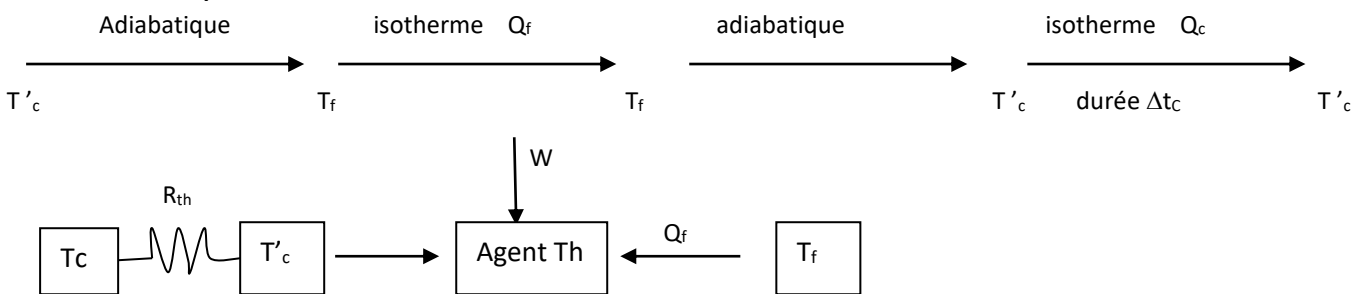 Adiabatique isotherme Qf adiabatique isotherme Qc
T'c Tf Tf T'c durée ΔtC T'c
W
Rth
Tc T'c Agent Th Qf Tf